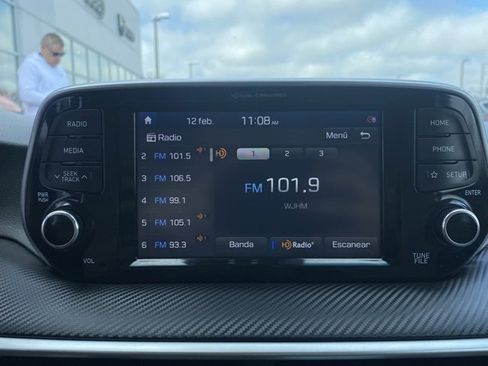 12 feb. 11:08 AM
Radio Menú
2 FM 101.5
HD 1 2 3
3 FM 106.5
FM 101.9
4 FM 99.1
WJHM
5 FM 105.1
6 FM 93.3
Banda HD Radio Escanear
RADIO
MEDIA
SEEK
TRACK
PWR
PUSH
VOL
HOME
PHONE
SETUP
ENTER
TUNE
FILE